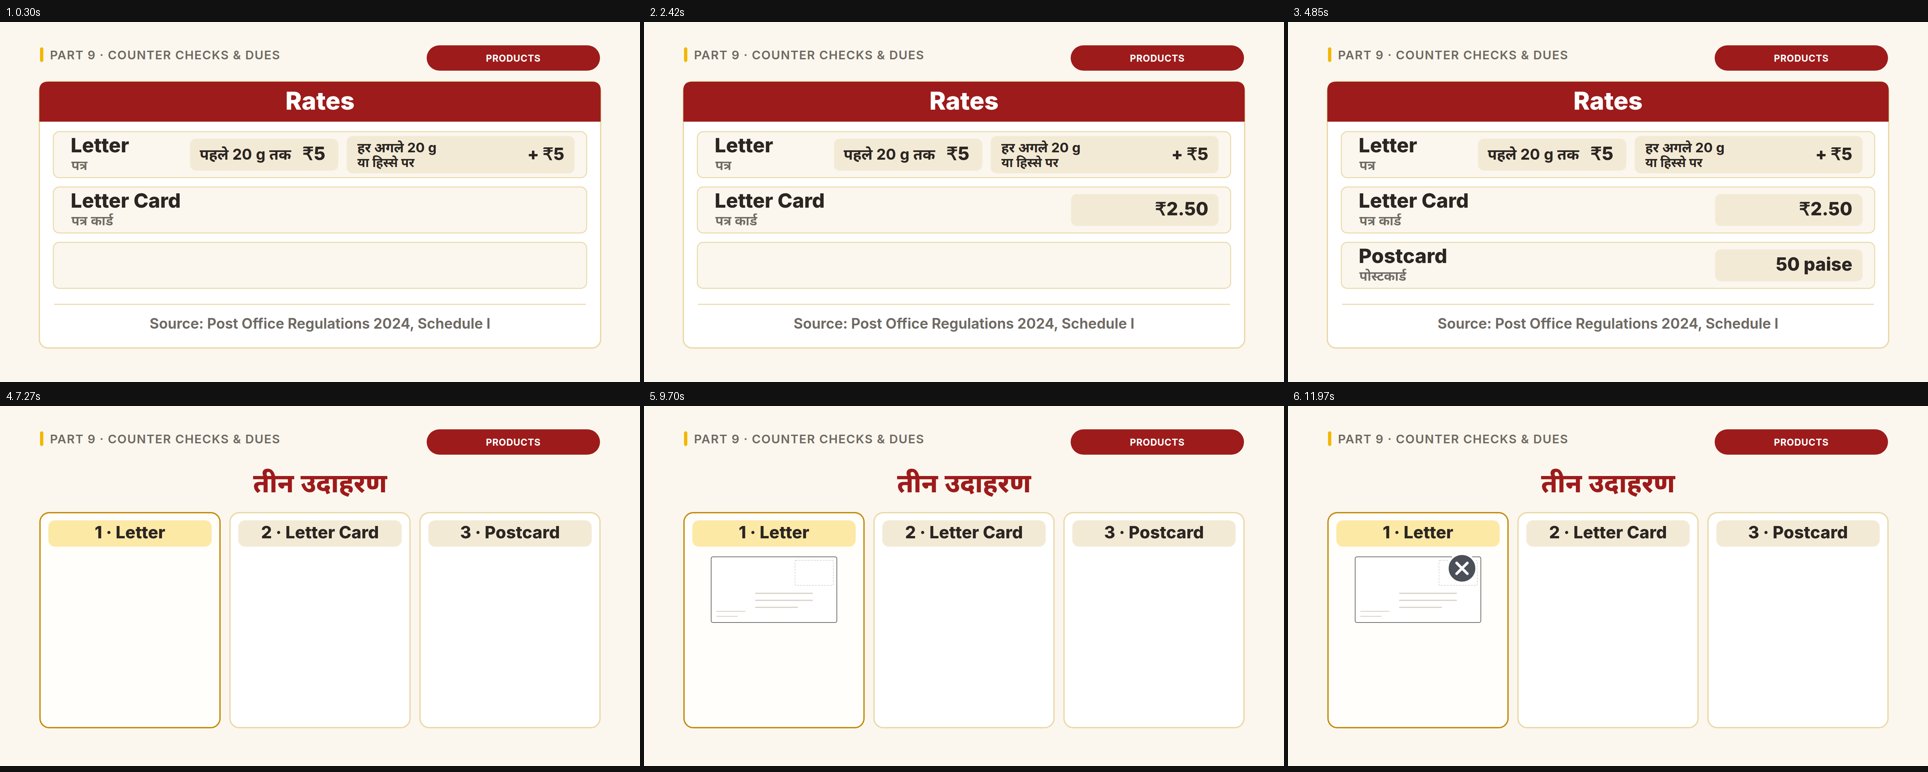 1. 0.30s
PART 9 · COUNTER CHECKS & DUES
PRODUCTS
Rates
Letter
पत्र
पहले 20 g तक ₹5
हर अगले 20 g
या हिस्से पर
+ ₹5
Letter Card
पत्र कार्ड
Source: Post Office Regulations 2024, Schedule I
2. 2.42s
PART 9 · COUNTER CHECKS & DUES
PRODUCTS
Rates
Letter
पत्र
पहले 20 g तक ₹5
हर अगले 20 g
या हिस्से पर
+ ₹5
Letter Card
पत्र कार्ड
₹2.50
Source: Post Office Regulations 2024, Schedule I
3. 4.85s
PART 9 · COUNTER CHECKS & DUES
PRODUCTS
Rates
Letter
पत्र
पहले 20 g तक ₹5
हर अगले 20 g
या हिस्से पर
+ ₹5
Letter Card
पत्र कार्ड
₹2.50
Postcard
पोस्टकार्ड
50 paise
Source: Post Office Regulations 2024, Schedule I
4. 7.27s
PART 9 · COUNTER CHECKS & DUES
PRODUCTS
तीन उदाहरण
1 · Letter
2 · Letter Card
3 · Postcard
5. 9.70s
PART 9 · COUNTER CHECKS & DUES
PRODUCTS
तीन उदाहरण
1 · Letter
2 · Letter Card
3 · Postcard
6. 11.97s
PART 9 · COUNTER CHECKS & DUES
PRODUCTS
तीन उदाहरण
1 · Letter
2 · Letter Card
3 · Postcard